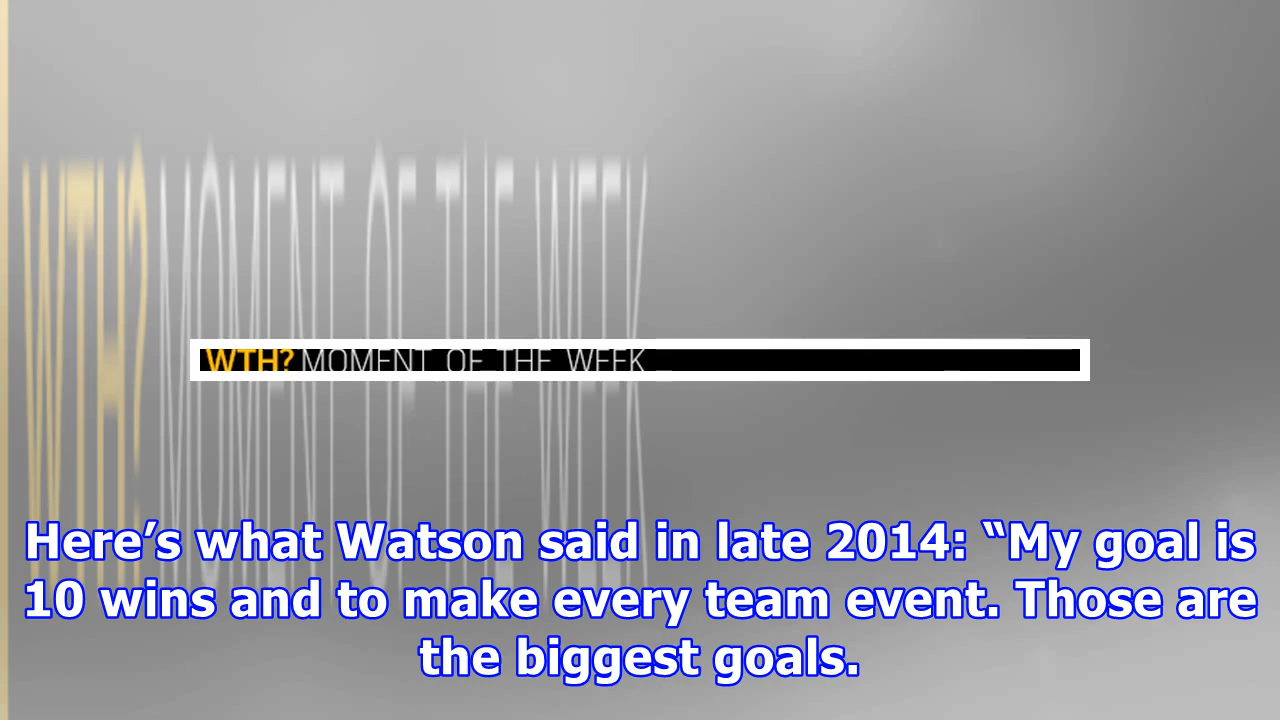 WTH? MOMENT OF THE WEEK
Here’s what Watson said in late 2014: “My goal is
10 wins and to make every team event. Those are
the biggest goals.